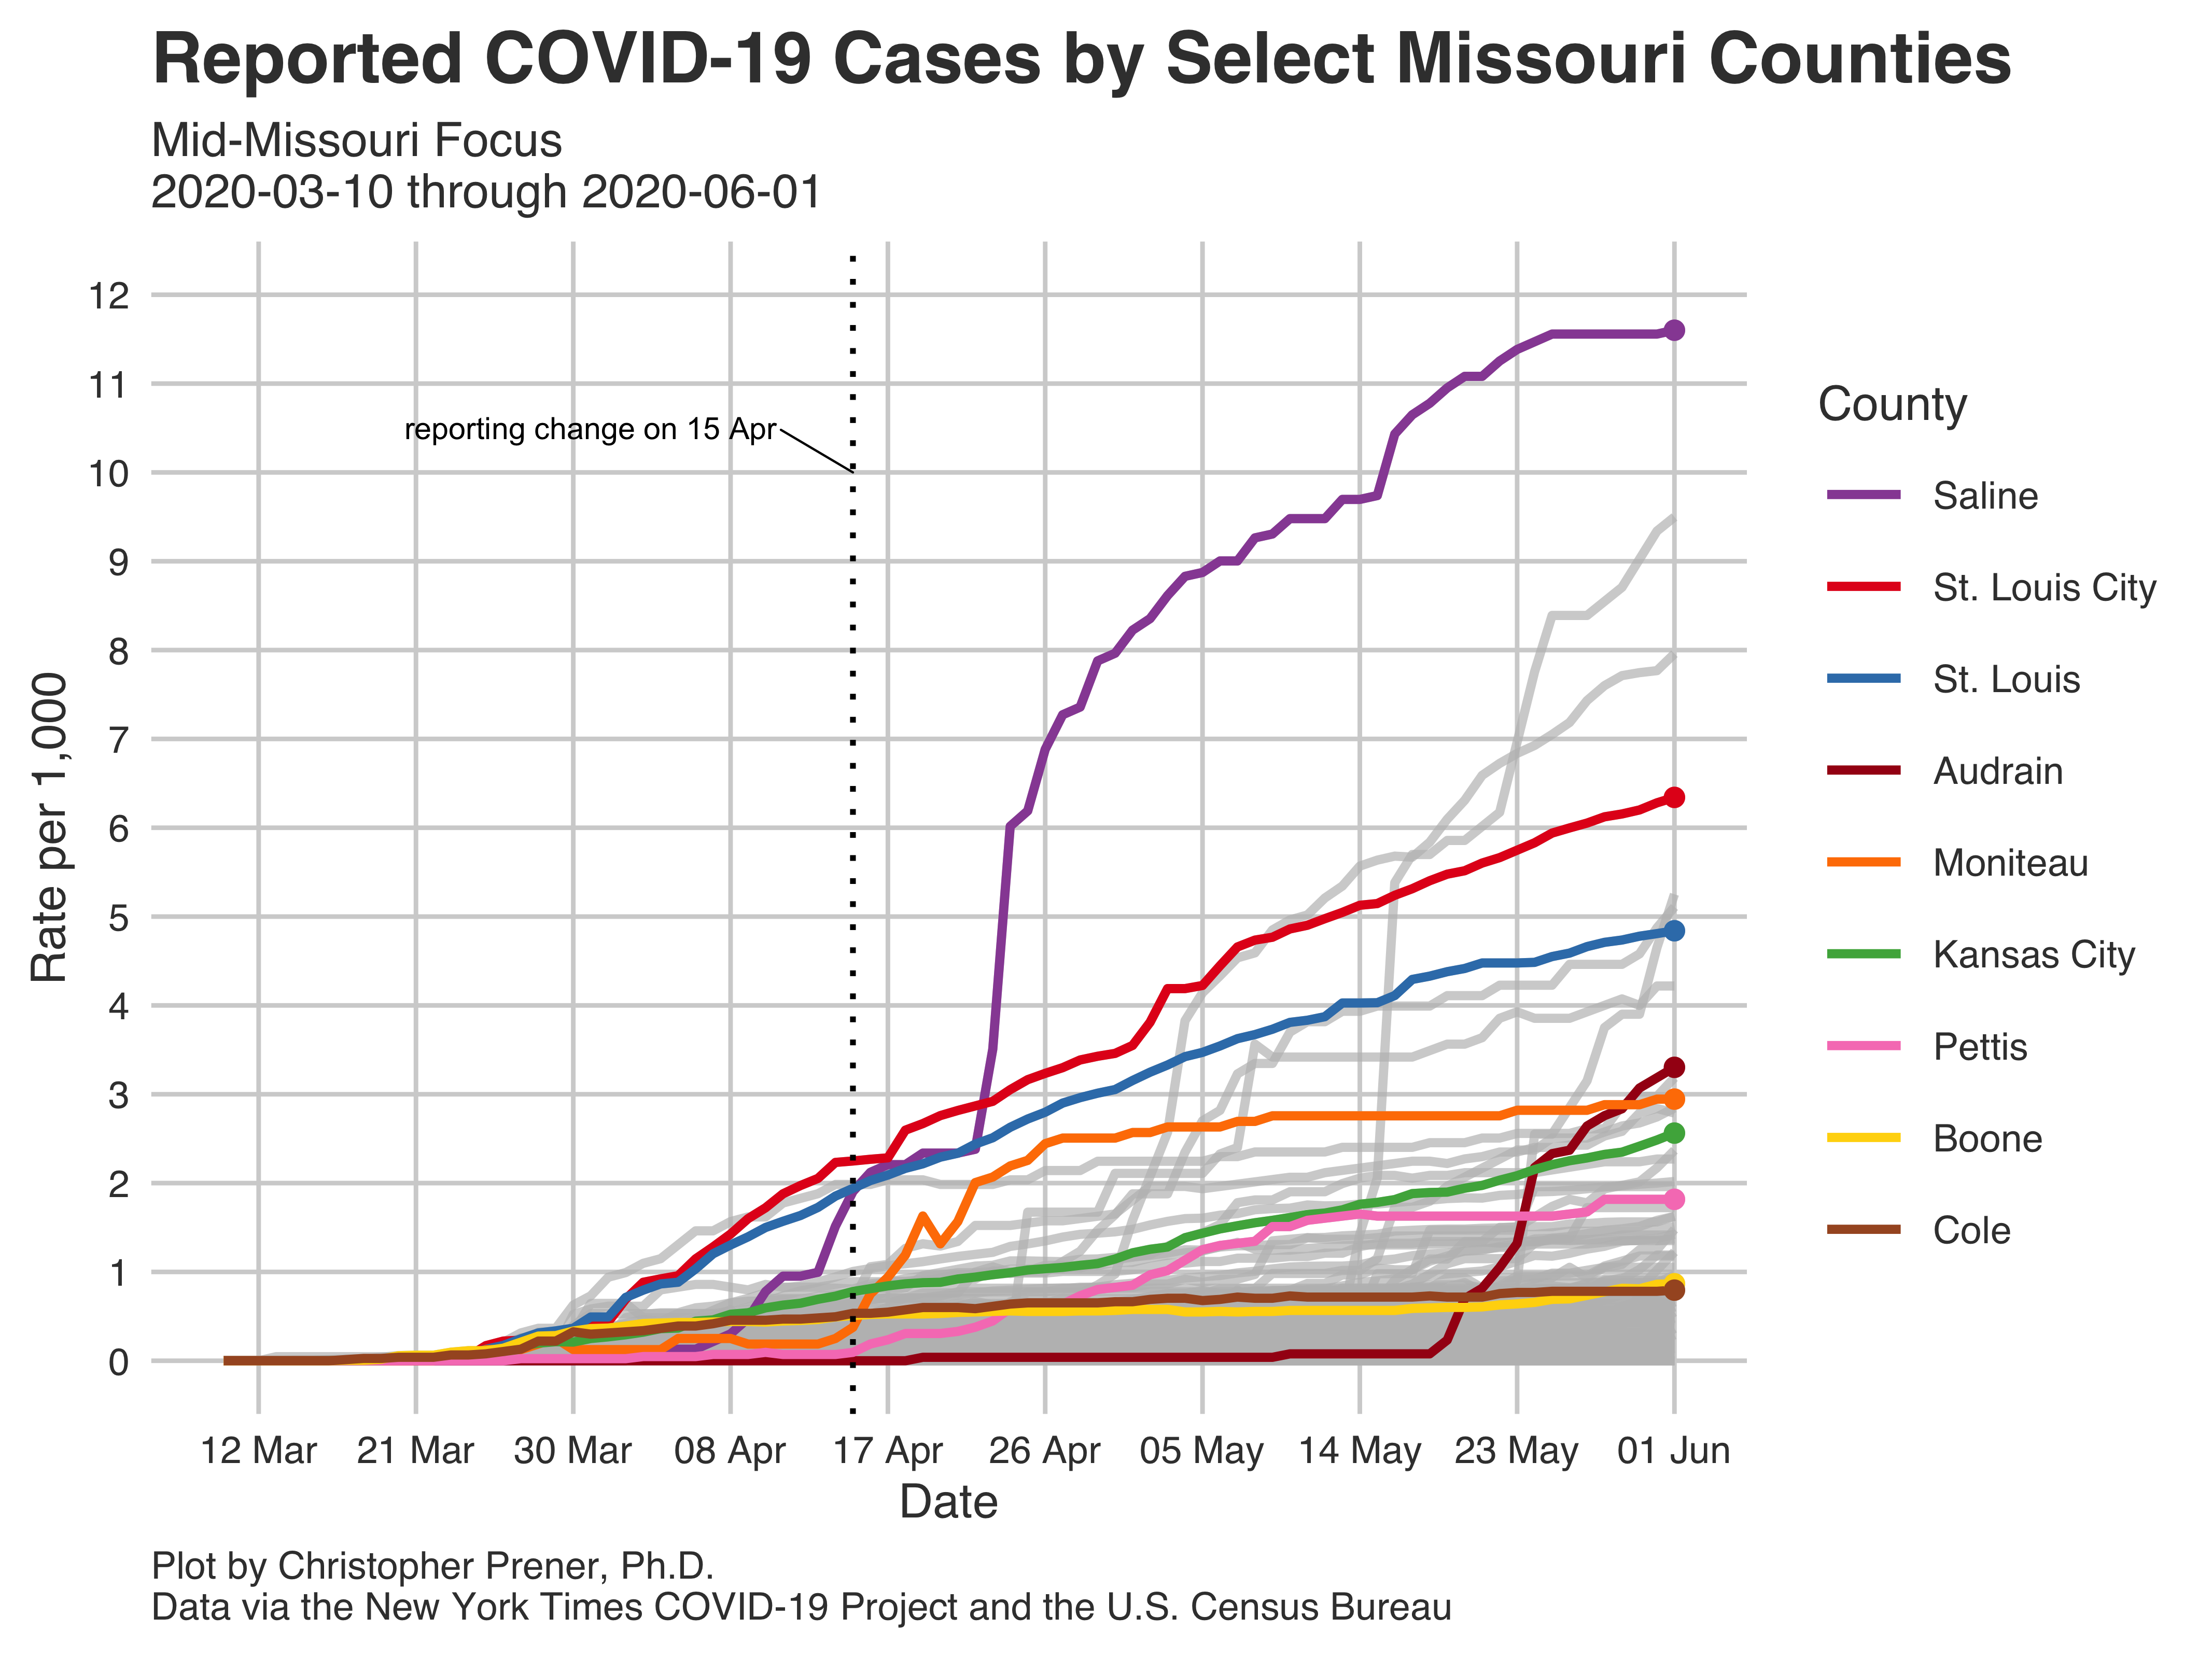 Reported COVID-19 Cases by Select Missouri Counties
Mid-Missouri Focus
2020-03-10 through 2020-06-01
Rate per 1,000
12
11
10
9
8
7
6
5
4
3
2
1
0
reporting change on 15 Apr
12 Mar
21 Mar
30 Mar
08 Apr
17 Apr
26 Apr
05 May
14 May
23 May
01 Jun
Date
County
Saline
St. Louis City
St. Louis
Audrain
Moniteau
Kansas City
Pettis
Boone
Cole
Plot by Christopher Prener, Ph.D.
Data via the New York Times COVID-19 Project and the U.S. Census Bureau